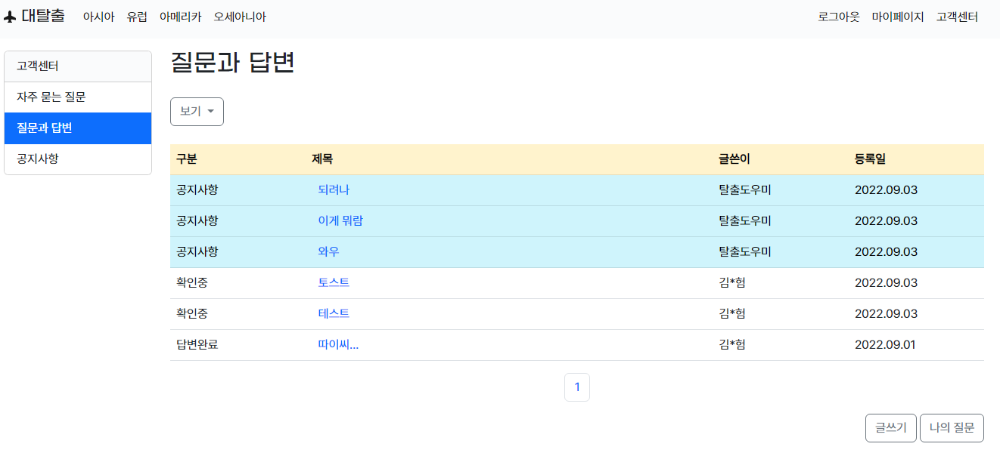 대탈출 아시아 유럽 아메리카 오세아니아 로그아웃 마이페이지 고객센터
고객센터
자주 묻는 질문
질문과 답변
공지사항
질문과 답변
보기
구분 제목 글쓴이 등록일
공지사항 되려나 탈출도우미 2022.09.03
공지사항 이게 뭐람 탈출도우미 2022.09.03
공지사항 와우 탈출도우미 2022.09.03
확인중 토스트 김*험 2022.09.03
확인중 테스트 김*험 2022.09.03
답변완료 따이씨... 김*험 2022.09.01
1
글쓰기 나의 질문